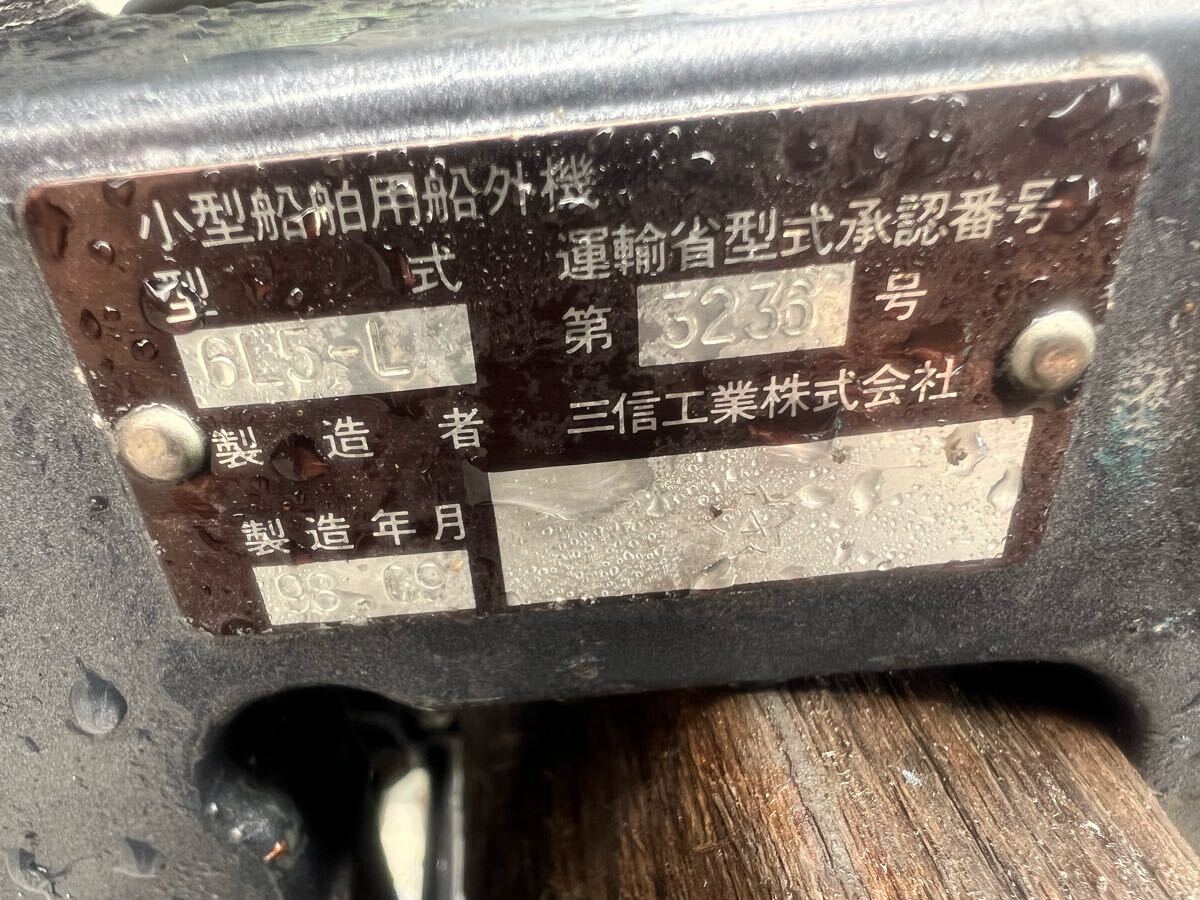 小型船舶用船外機
型式 運輸省型式承認番号
6L5-L 第 3236 号
製造者 三信工業株式会社
製造年月
98.09